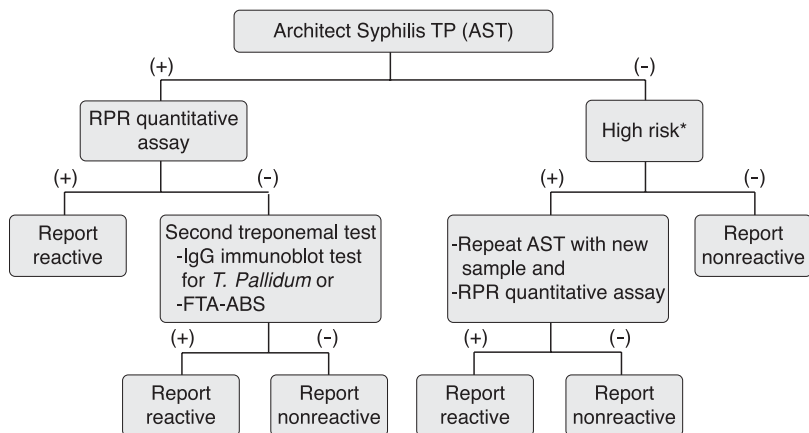 Architect Syphilis TP (AST)
(+)
(-)
RPR quantitative
assay
High risk*
(+)
(-)
(+)
(-)
Report
reactive
Second treponemal test
-IgG immunoblot test
for T. Pallidum or
-FTA-ABS
-Repeat AST with new
sample and
-RPR quantitative assay
Report
nonreactive
(+)
(-)
(+)
(-)
Report
reactive
Report
nonreactive
Report
reactive
Report
nonreactive